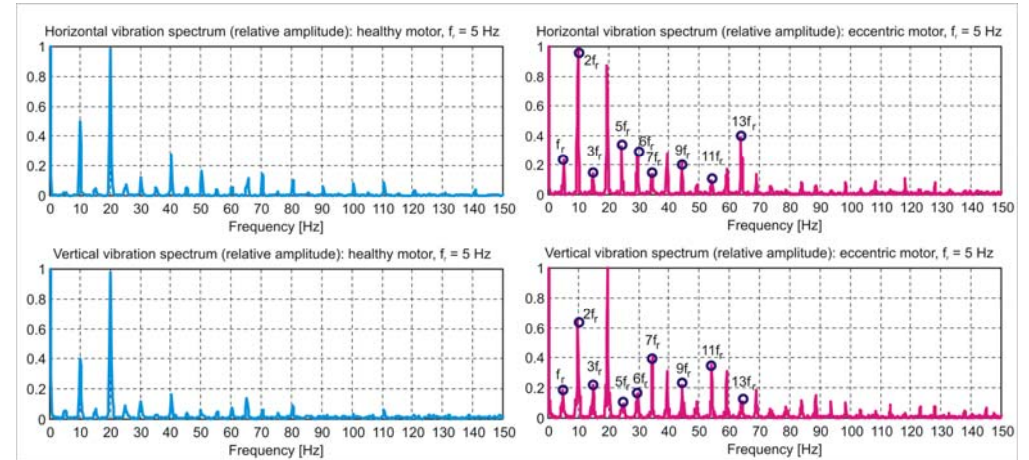 Horizontal vibration spectrum (relative amplitude): healthy motor, fᵣ = 5 Hz
1
0.8
0.6
0.4
0.2
0
0 10 20 30 40 50 60 70 80 90 100 110 120 130 140 150
Frequency [Hz]
Horizontal vibration spectrum (relative amplitude): eccentric motor, fᵣ = 5 Hz
1
2fᵣ
0.8
0.6
13fᵣ
5fᵣ
0.4
6fᵣ
fᵣ
3fᵣ
7fᵣ
9fᵣ
0.2
11fᵣ
0
0 10 20 30 40 50 60 70 80 90 100 110 120 130 140 150
Frequency [Hz]
Vertical vibration spectrum (relative amplitude): healthy motor, fᵣ = 5 Hz
1
0.8
0.6
0.4
0.2
0
0 10 20 30 40 50 60 70 80 90 100 110 120 130 140 150
Frequency [Hz]
Vertical vibration spectrum (relative amplitude): eccentric motor, fᵣ = 5 Hz
1
0.8
2fᵣ
0.6
7fᵣ
11fᵣ
0.4
fᵣ
3fᵣ
5fᵣ
6fᵣ
9fᵣ
13fᵣ
0.2
0
0 10 20 30 40 50 60 70 80 90 100 110 120 130 140 150
Frequency [Hz]